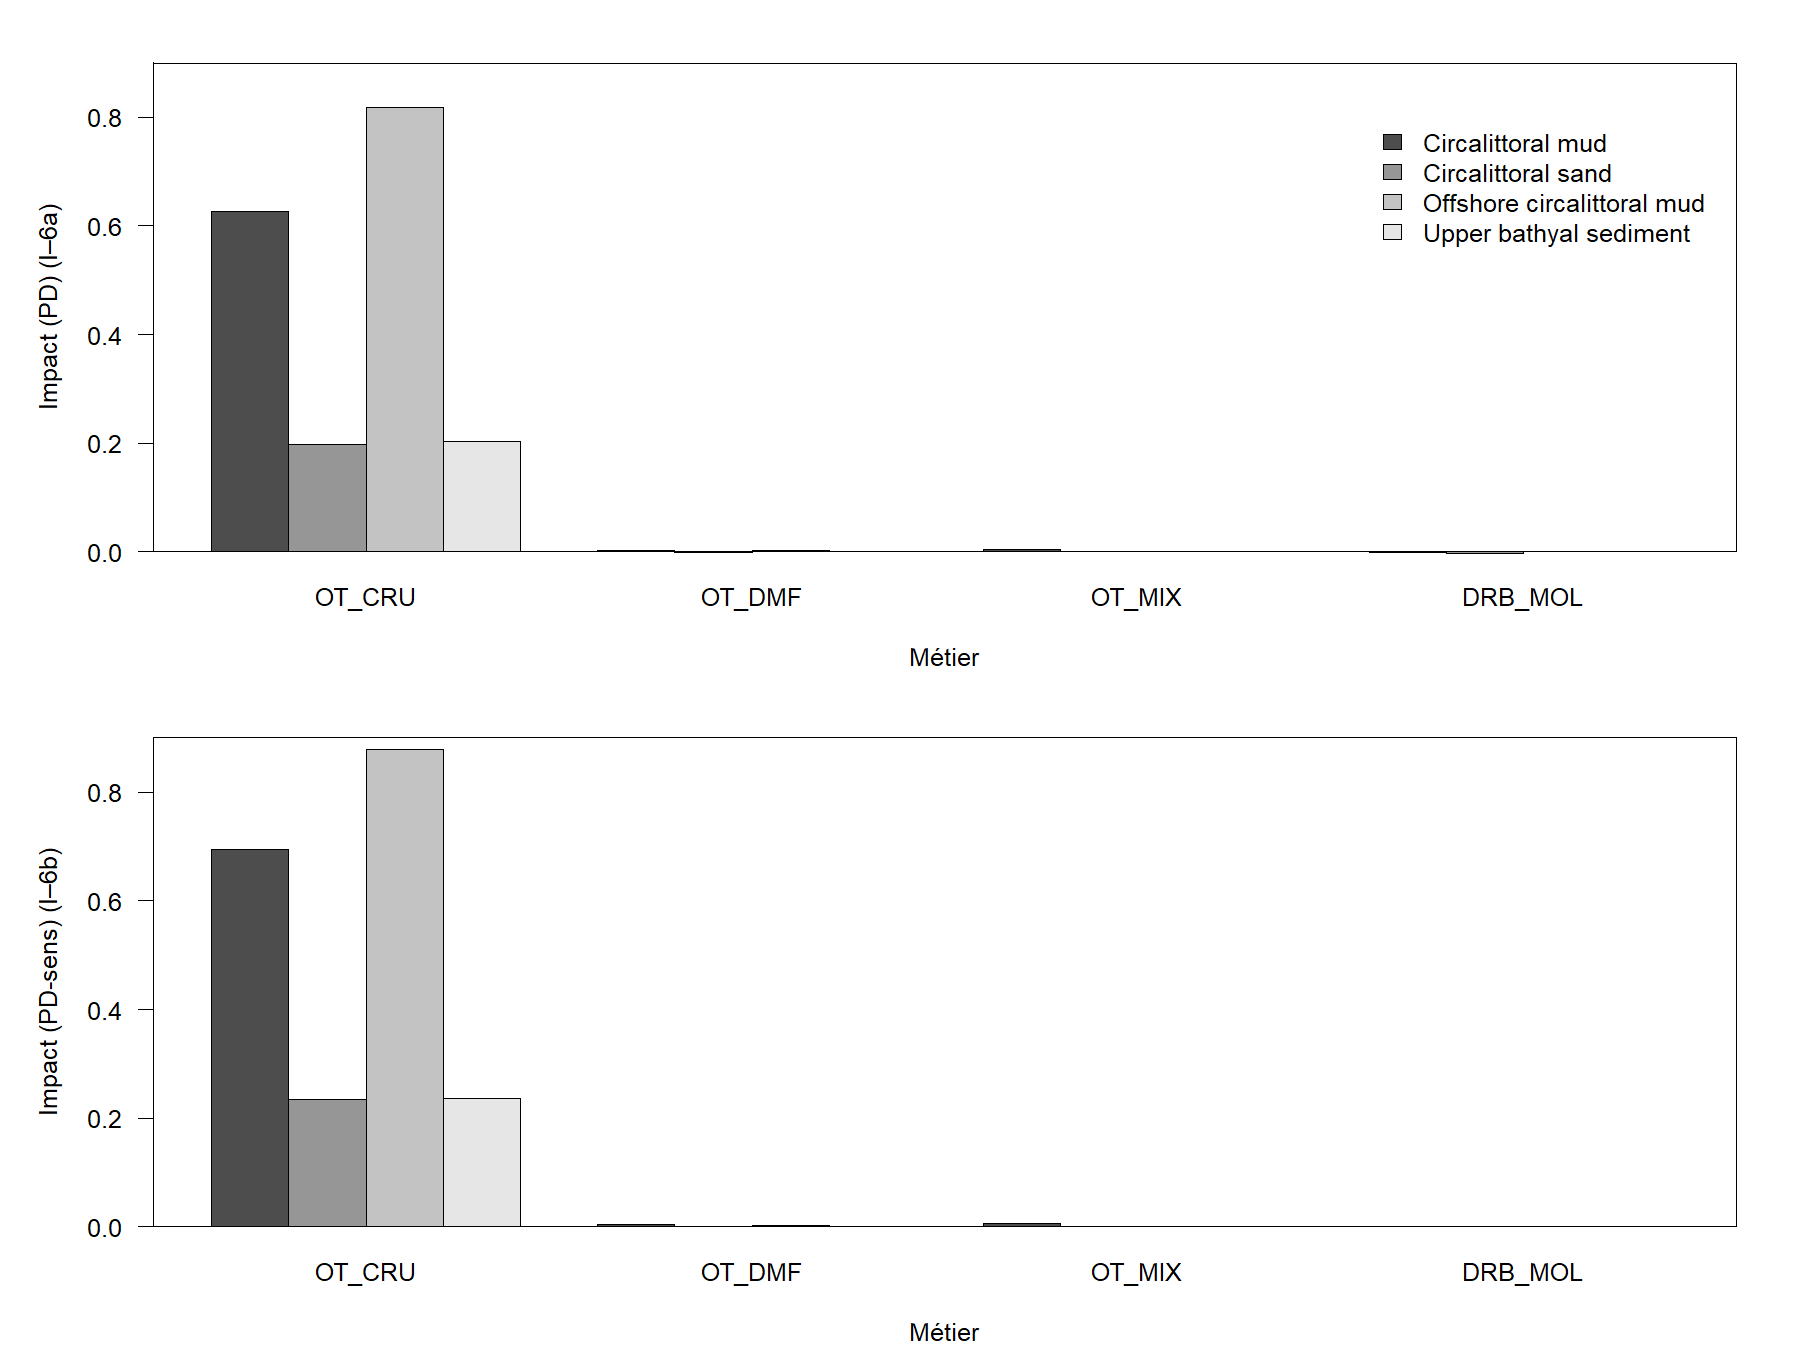 Impact (PD) (I–6a)
0.8
0.6
0.4
0.2
0.0
Circalittoral mud
Circalittoral sand
Offshore circalittoral mud
Upper bathyal sediment
OT_CRU OT_DMF OT_MIX DRB_MOL
Métier
Impact (PD-sens) (I–6b)
0.8
0.6
0.4
0.2
0.0
OT_CRU OT_DMF OT_MIX DRB_MOL
Métier